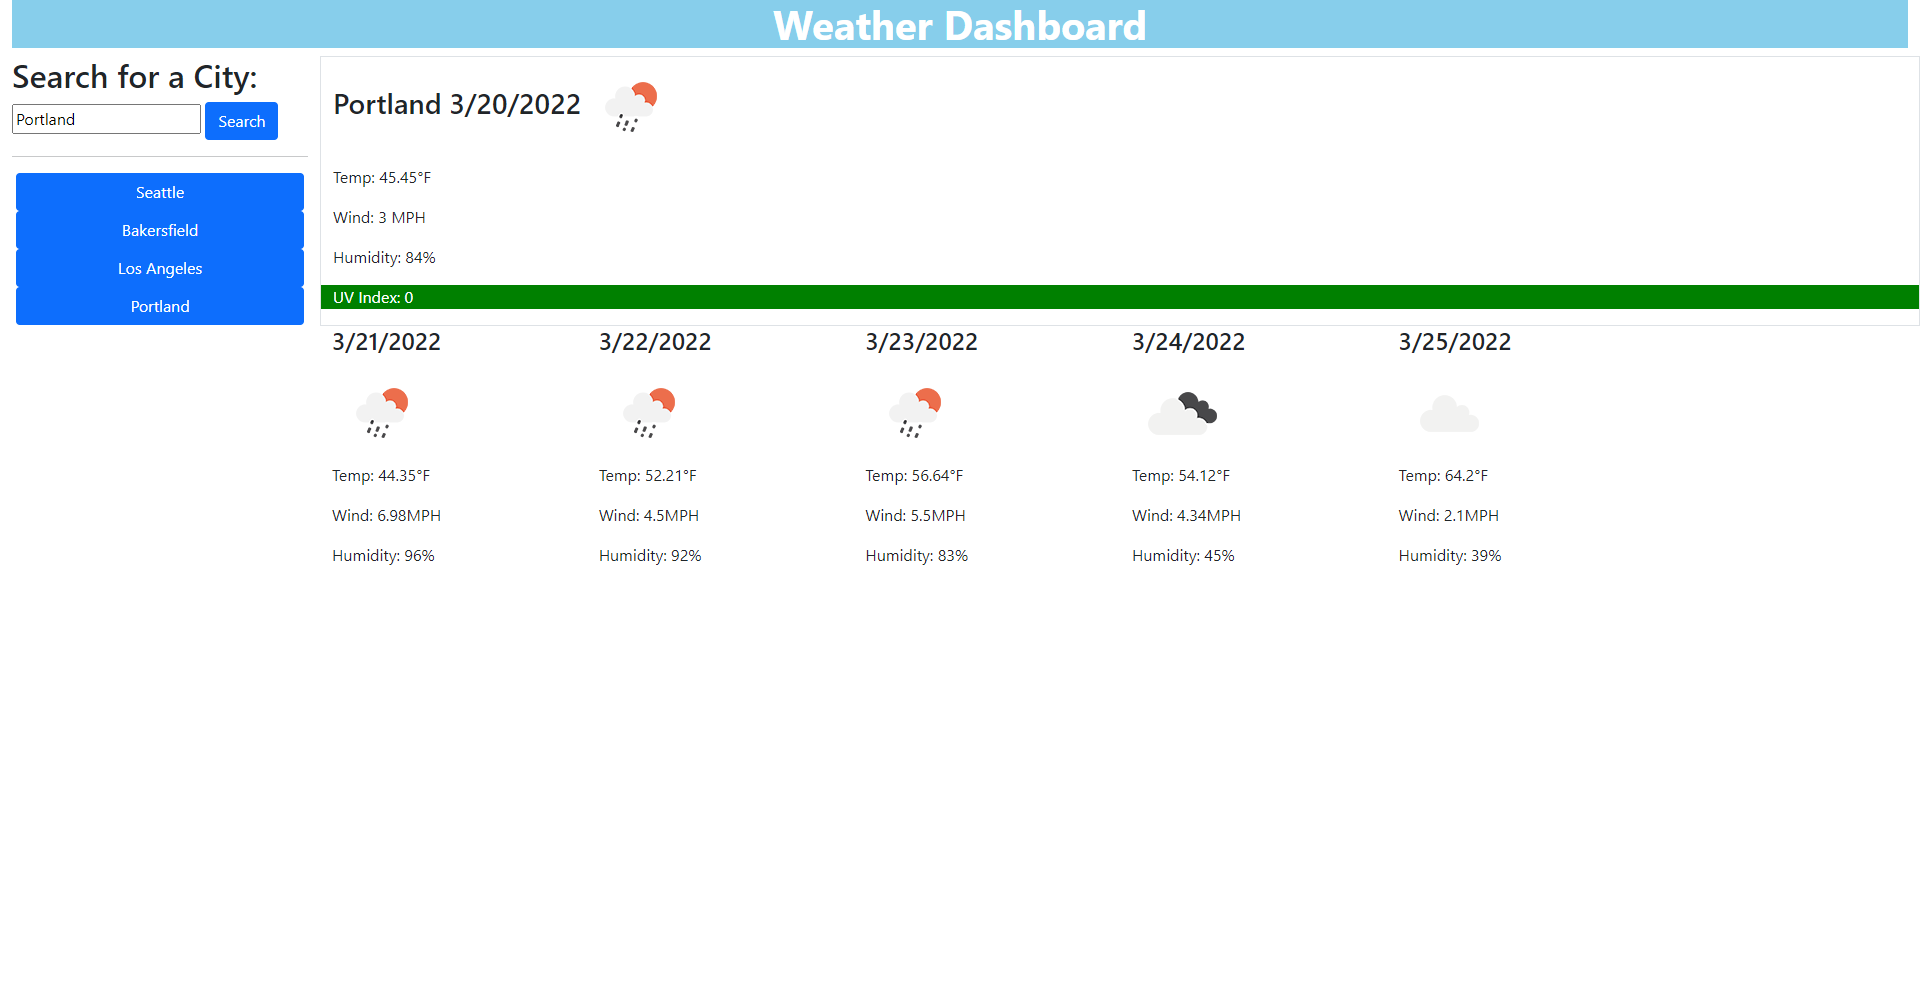 Weather Dashboard
Search for a City:
Portland Search
Seattle
Bakersfield
Los Angeles
Portland
Portland 3/20/2022
Temp: 45.45°F
Wind: 3 MPH
Humidity: 84%
UV Index: 0
3/21/2022
Temp: 44.35°F
Wind: 6.98MPH
Humidity: 96%
3/22/2022
Temp: 52.21°F
Wind: 4.5MPH
Humidity: 92%
3/23/2022
Temp: 56.64°F
Wind: 5.5MPH
Humidity: 83%
3/24/2022
Temp: 54.12°F
Wind: 4.34MPH
Humidity: 45%
3/25/2022
Temp: 64.2°F
Wind: 2.1MPH
Humidity: 39%